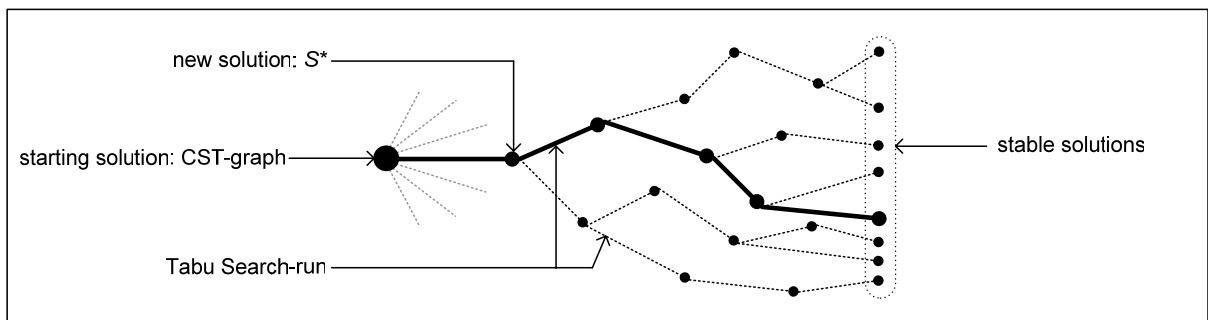 new solution: S*
starting solution: CST-graph
stable solutions
Tabu Search-run